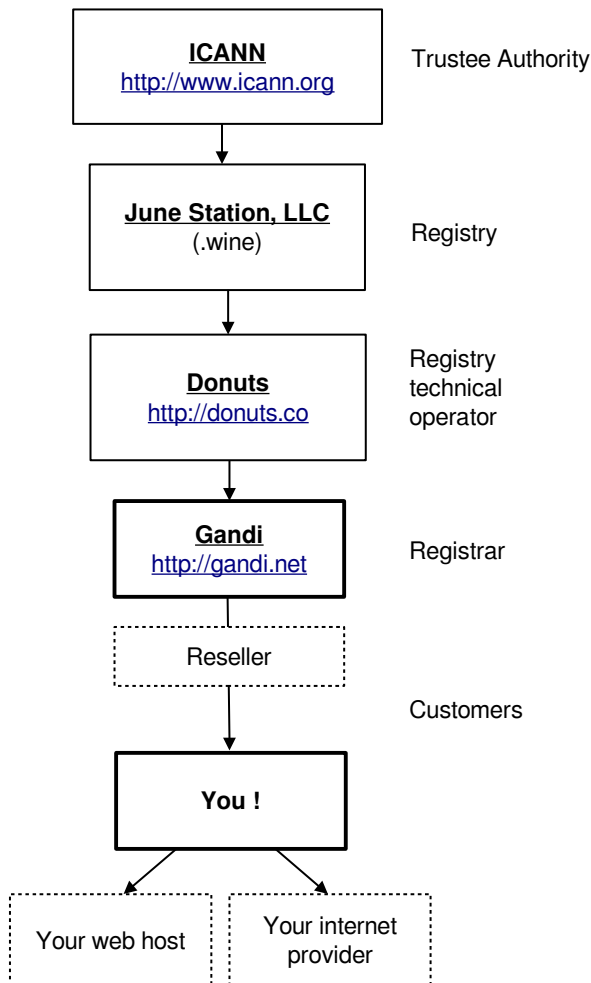 ICANN
http://www.icann.org
Trustee Authority
June Station, LLC
(.wine)
Registry
Donuts
http://donuts.co
Registry
technical
operator
Gandi
http://gandi.net
Registrar
Reseller
Customers
You !
Your web host
Your internet
provider